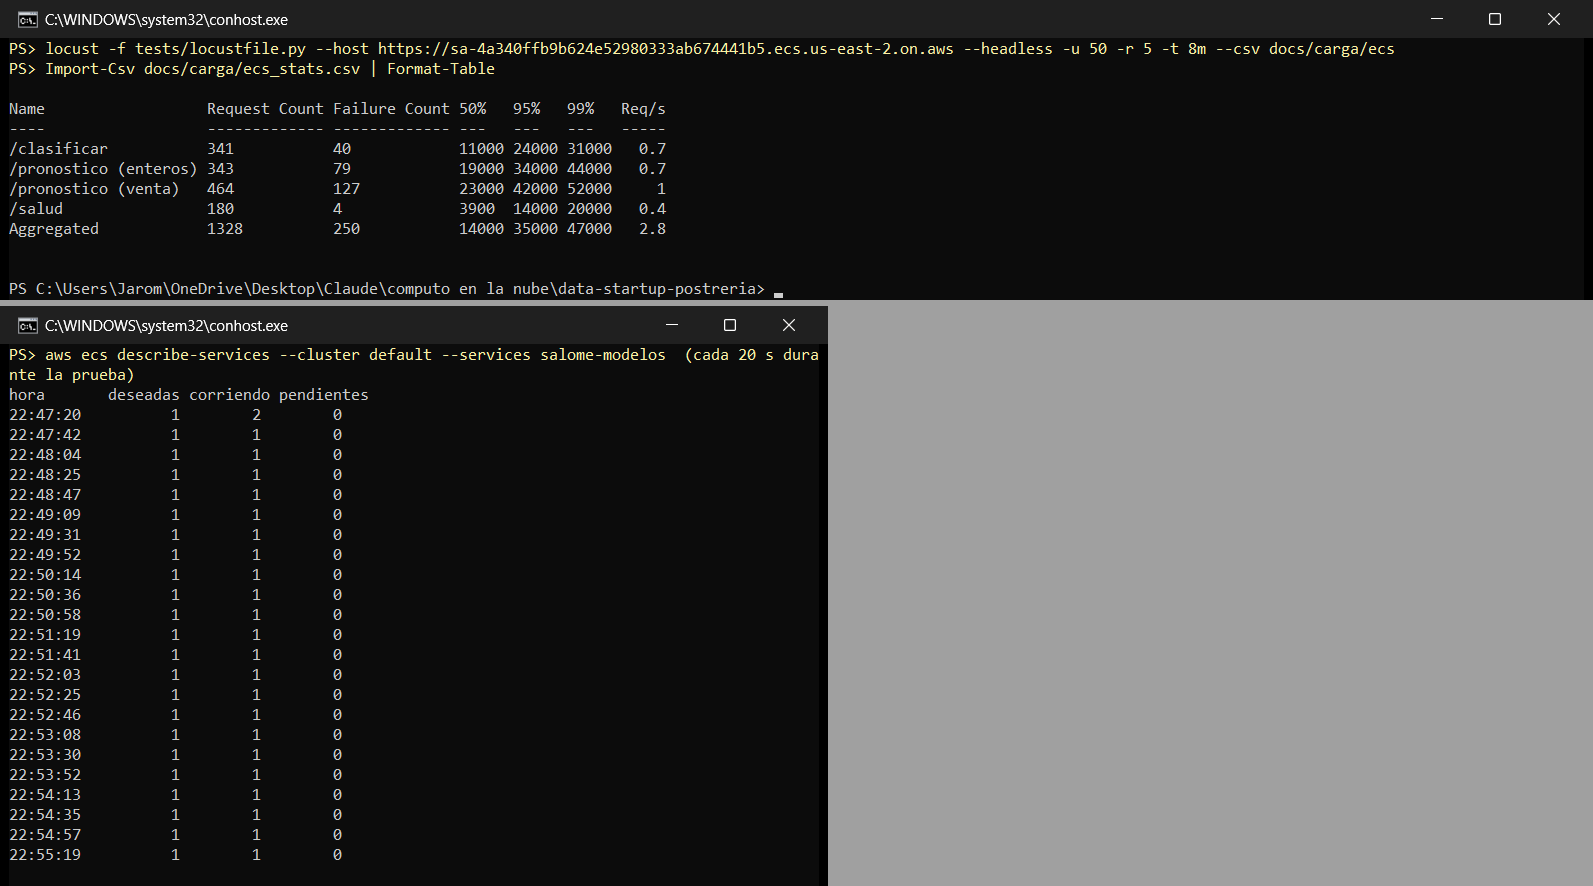 C:\WINDOWS\system32\conhost.exe
PS> locust -f tests/locustfile.py --host https://sa-4a340ffb9b624e52980333ab674441b5.ecs.us-east-2.on.aws --headless -u 50 -r 5 -t 8m --csv docs/carga/ecs
PS> Import-Csv docs/carga/ecs_stats.csv | Format-Table
Name Request Count Failure Count 50% 95% 99% Req/s
---- ------------- ------------- --- --- --- -----
/clasificar 341 40 11000 24000 31000 0.7
/pronostico (enteros) 343 79 19000 34000 44000 0.7
/pronostico (venta) 464 127 23000 42000 52000 1
/salud 180 4 3900 14000 20000 0.4
Aggregated 1328 250 14000 35000 47000 2.8
PS C:\Users\Jarom\OneDrive\Desktop\Claude\computo en la nube\data-startup-postreria>
C:\WINDOWS\system32\conhost.exe
PS> aws ecs describe-services --cluster default --services salome-modelos (cada 20 s dura
nte la prueba)
hora deseadas corriendo pendientes
22:47:20 1 2 0
22:47:42 1 1 0
22:48:04 1 1 0
22:48:25 1 1 0
22:48:47 1 1 0
22:49:09 1 1 0
22:49:31 1 1 0
22:49:52 1 1 0
22:50:14 1 1 0
22:50:36 1 1 0
22:50:58 1 1 0
22:51:19 1 1 0
22:51:41 1 1 0
22:52:03 1 1 0
22:52:25 1 1 0
22:52:46 1 1 0
22:53:08 1 1 0
22:53:30 1 1 0
22:53:52 1 1 0
22:54:13 1 1 0
22:54:35 1 1 0
22:54:57 1 1 0
22:55:19 1 1 0